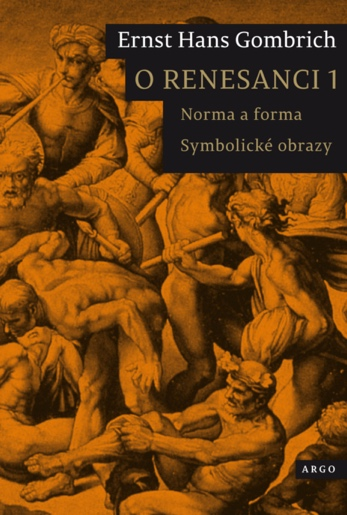 Ernst Hans Gombrich
O RENESANCI 1
Norma a forma
Symbolické obrazy
ARGO